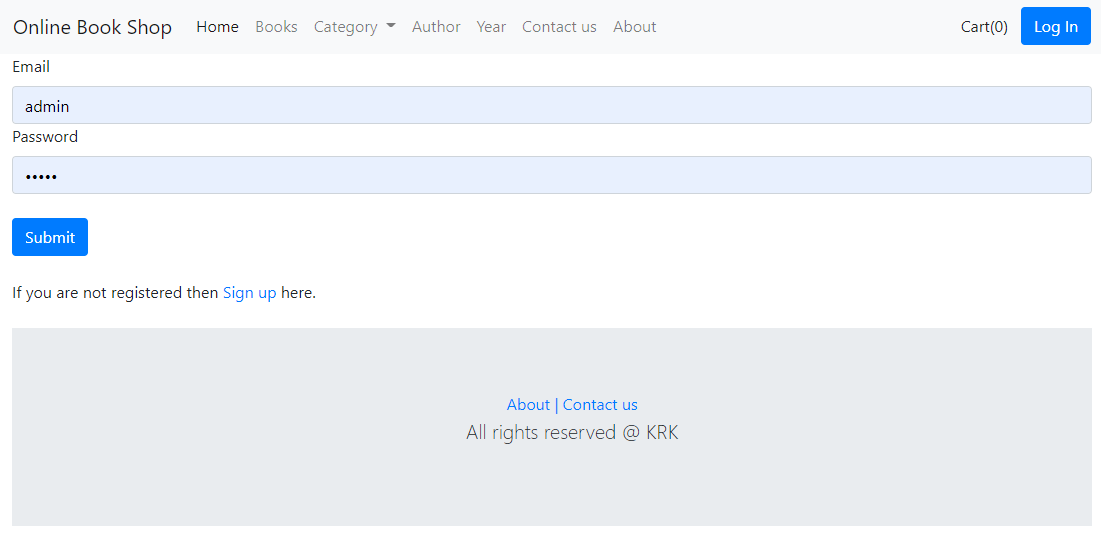 Online Book Shop Home Books Category Author Year Contact us About Cart(0) Log In
Email
admin
Password
•••••
Submit
If you are not registered then Sign up here.
About | Contact us
All rights reserved @ KRK